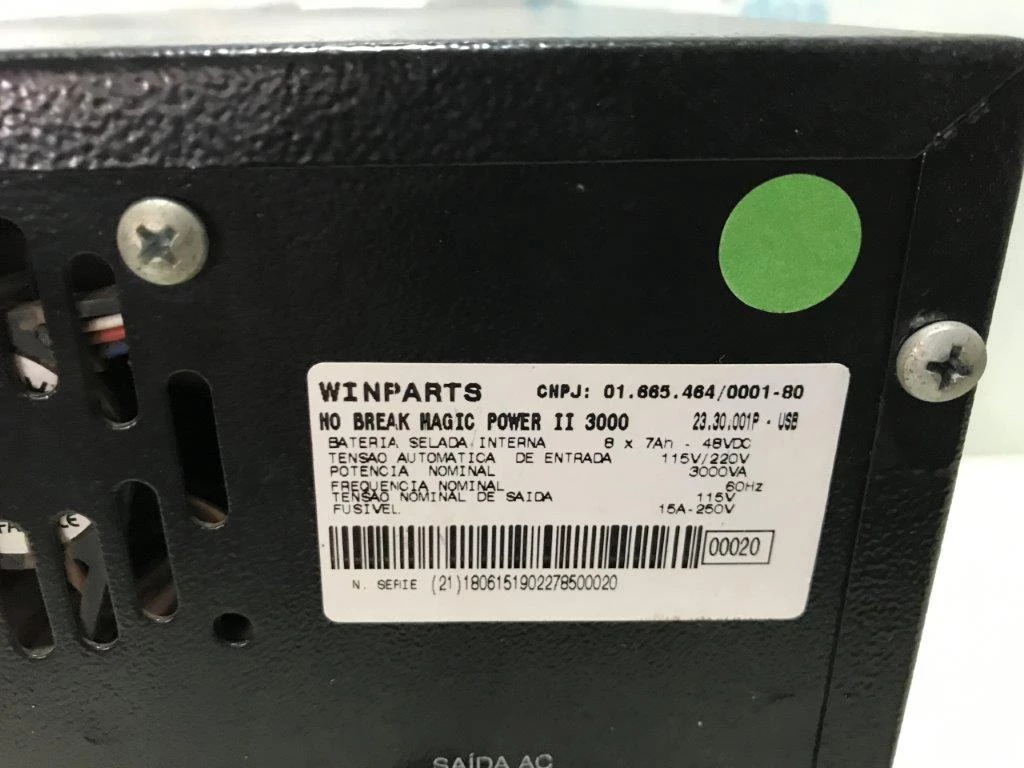 WINPARTS CNPJ: 01.665.464/0001-80
NO BREAK MAGIC POWER II 3000 23.30.001P - USB
BATERIA SELADA INTERNA 8 x 7Ah - 48VDC
TENSAO AUTOMATICA DE ENTRADA 115V/220V
POTENCIA NOMINAL 3000VA
FREQUENCIA NOMINAL 60Hz
TENSAO NOMINAL DE SAIDA 115V
FUSIVEL 15A-250V
00020
N. SERIE (21)1806151902278500020
SAÍDA AC